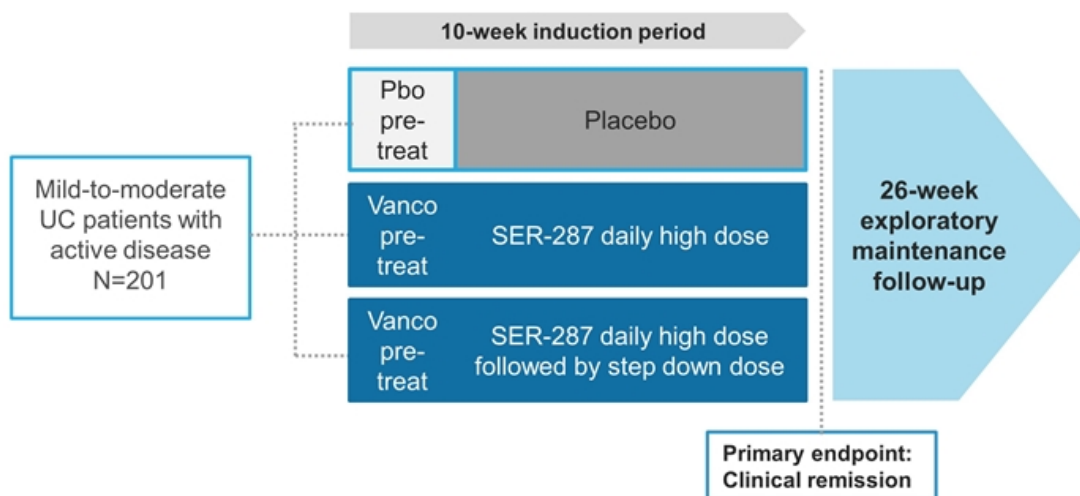 10-week induction period
Pbo
pre-
treat
Placebo
Mild-to-moderate
UC patients with
active disease
N=201
Vanco
pre-
treat
SER-287 daily high dose
Vanco
pre-
treat
SER-287 daily high dose
followed by step down dose
26-week
exploratory
maintenance
follow-up
Primary endpoint:
Clinical remission